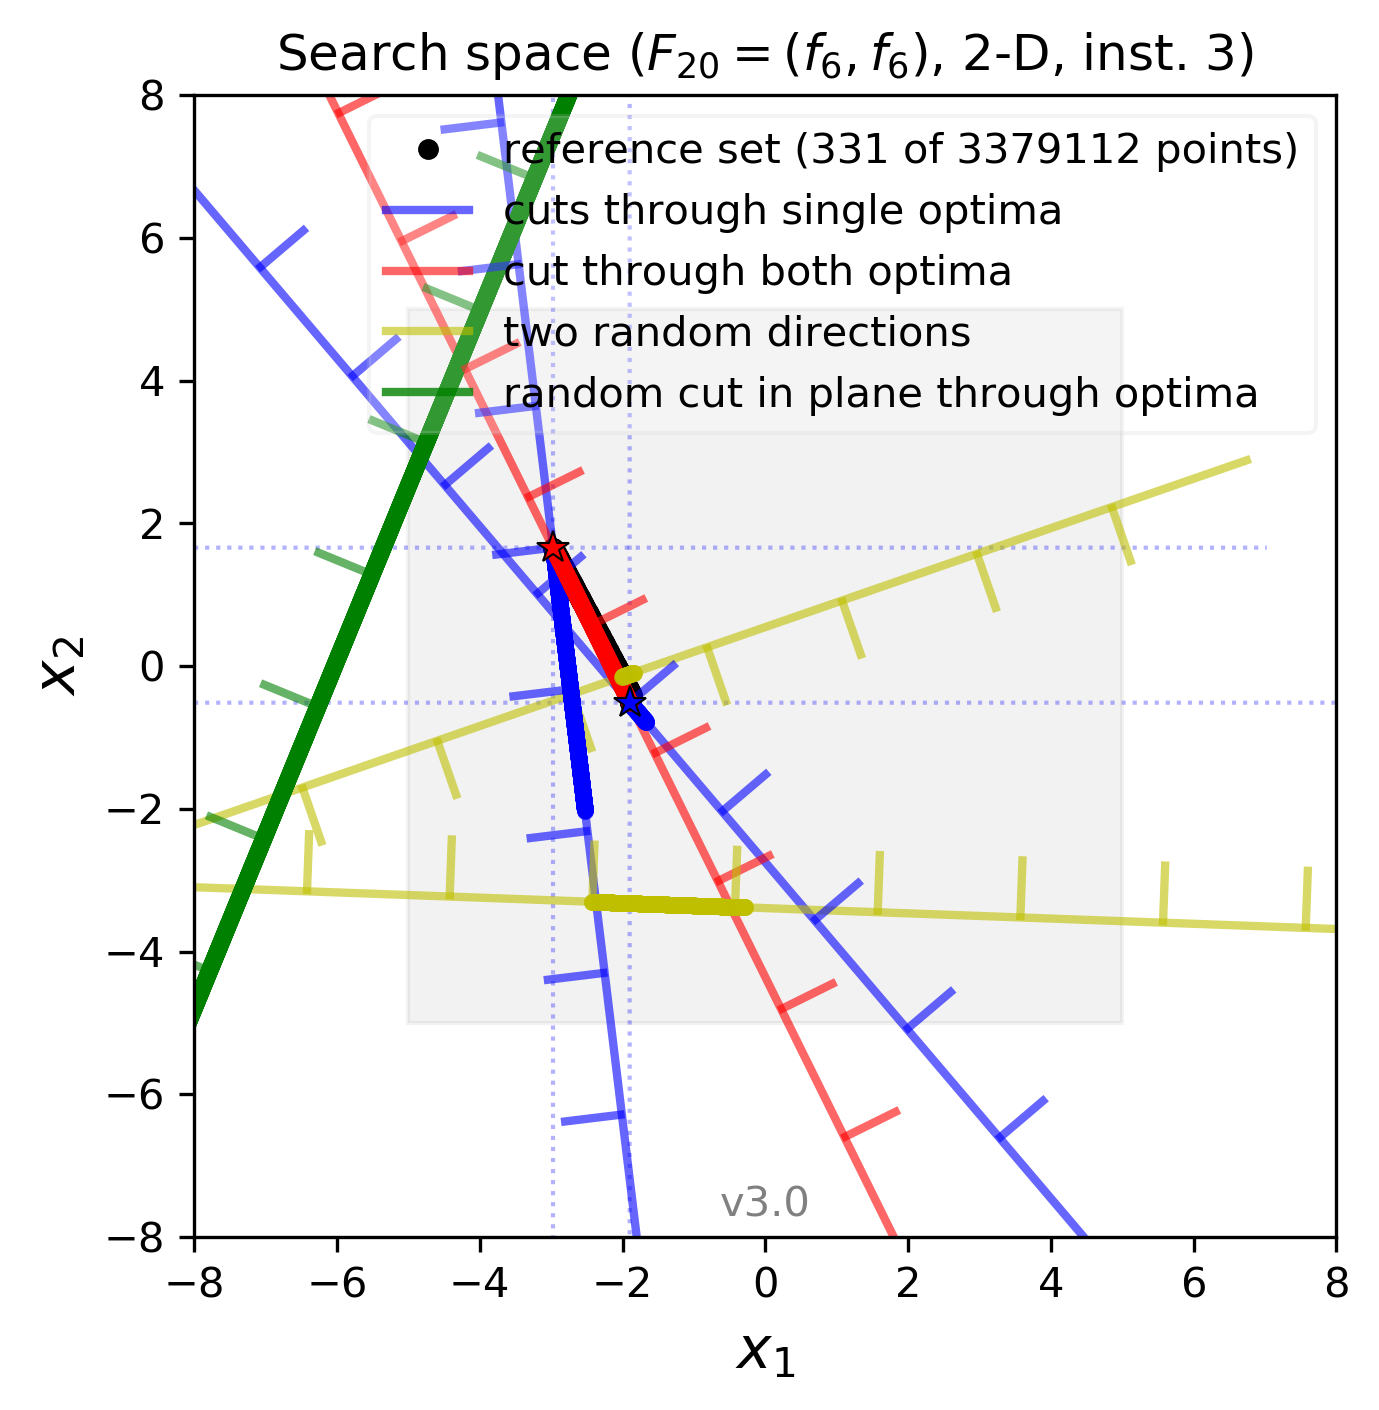 Search space (F₂₀ = (f₆, f₆), 2-D, inst. 3)
reference set (331 of 3379112 points)
cuts through single optima
cut through both optima
two random directions
random cut in plane through optima
8
6
4
2
0
−2
−4
−6
−8
x₂
v3.0
−8 −6 −4 −2 0 2 4 6 8
x₁